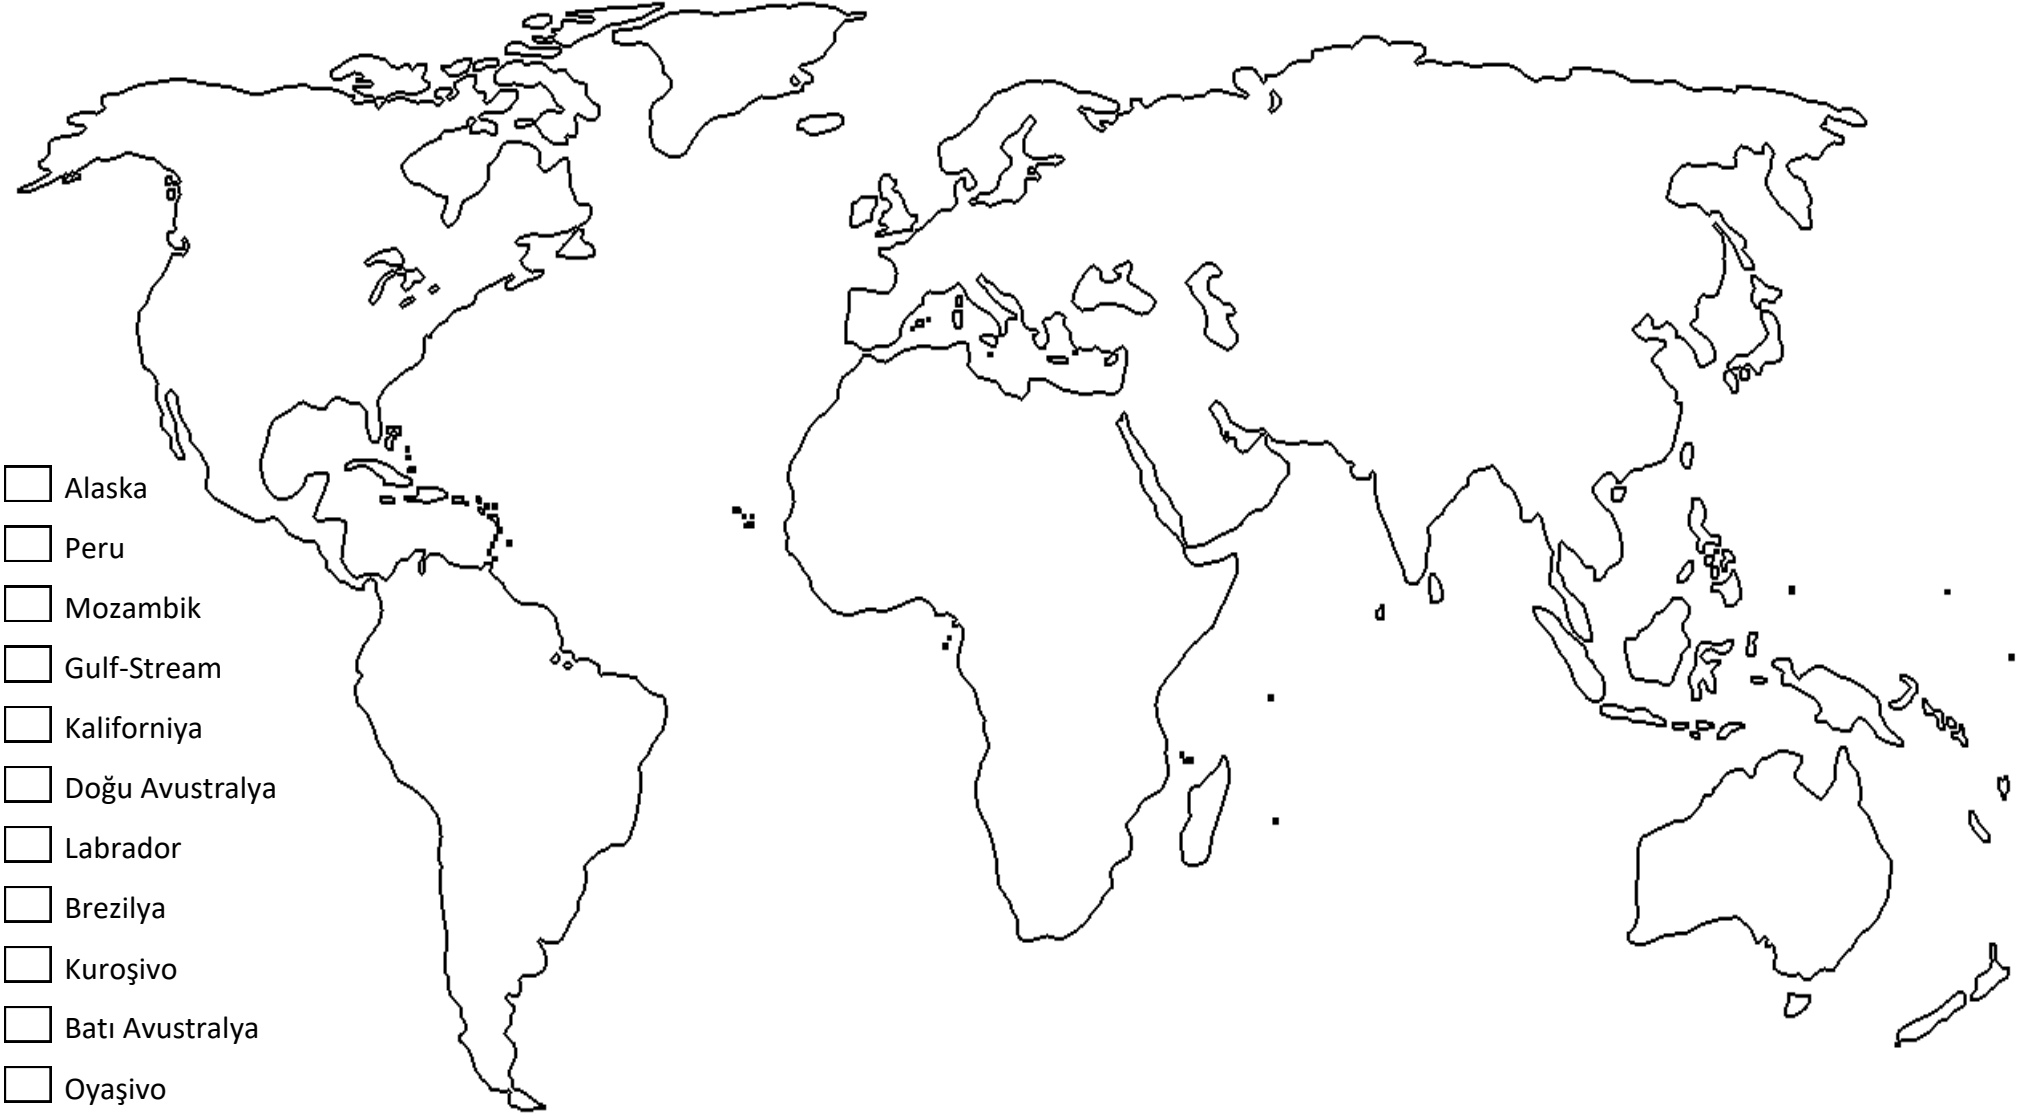 Alaska
Peru
Mozambik
Gulf-Stream
Kaliforniya
Doğu Avustralya
Labrador
Brezilya
Kuroşivo
Batı Avustralya
Oyaşivo